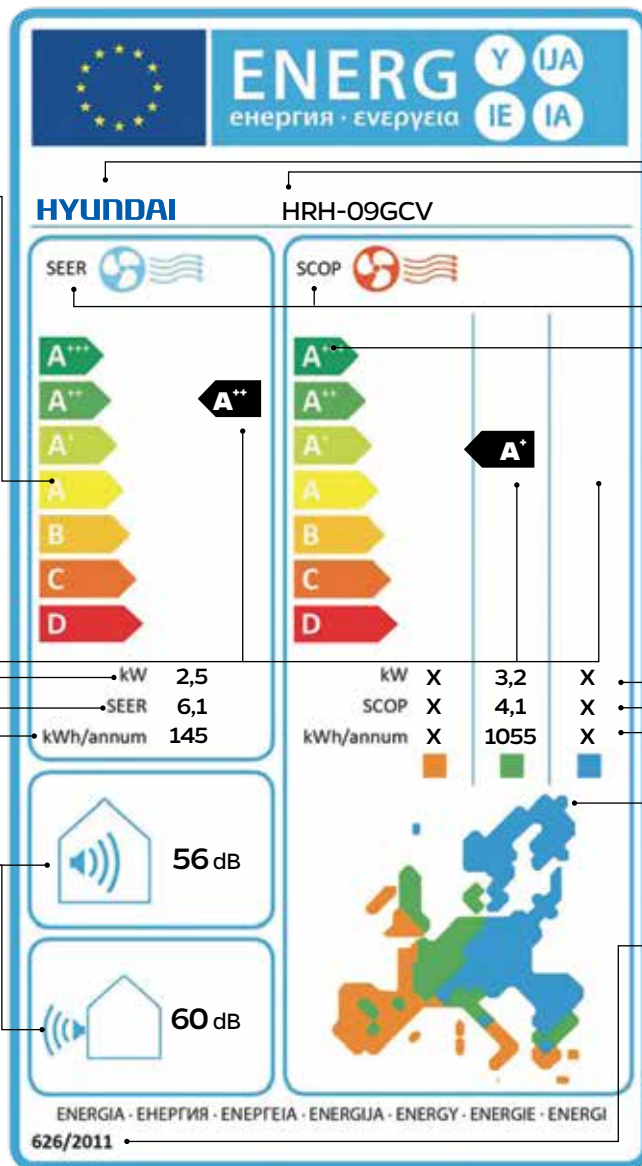 ENERG Y IJA
енергия · ενεργεια IE IA
HYUNDAI HRH-09GCV
SEER
A+++
A++
A+
A
B
C
D
A++
kW 2,5
SEER 6,1
kWh/annum 145
SCOP
A+++
A++
A+
A
B
C
D
A+
kW X 3,2 X
SCOP X 4,1 X
kWh/annum X 1055 X
56 dB
60 dB
ENERGIA · ЕНЕРГИЯ · ΕΝΕΡΓΕΙΑ · ENERGIJA · ENERGY · ENERGIE · ENERGI
626/2011